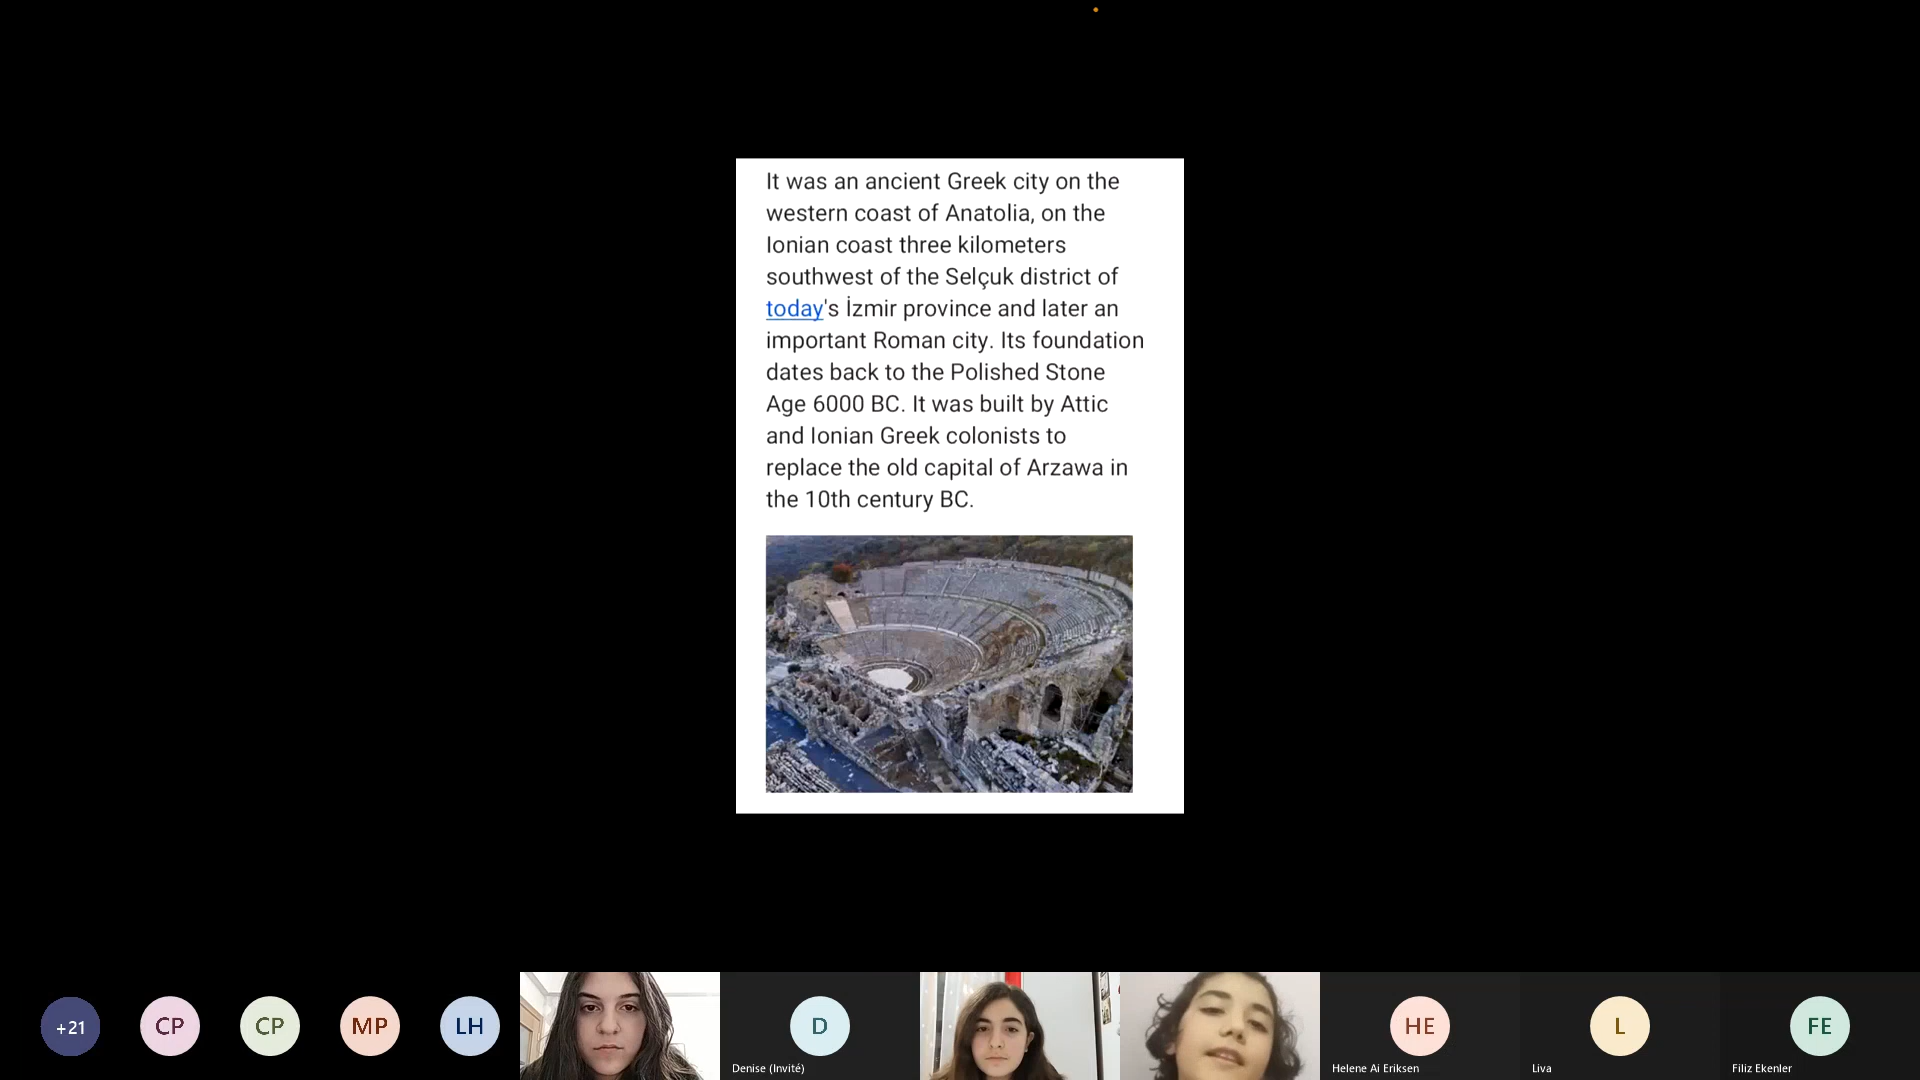 It was an ancient Greek city on the
western coast of Anatolia, on the
Ionian coast three kilometers
southwest of the Selçuk district of
today's İzmir province and later an
important Roman city. Its foundation
dates back to the Polished Stone
Age 6000 BC. It was built by Attic
and Ionian Greek colonists to
replace the old capital of Arzawa in
the 10th century BC.
+21
CP
CP
MP
LH
D
Denise (Invité)
HE
Helene Ai Eriksen
L
Liva
FE
Filiz Ekenler